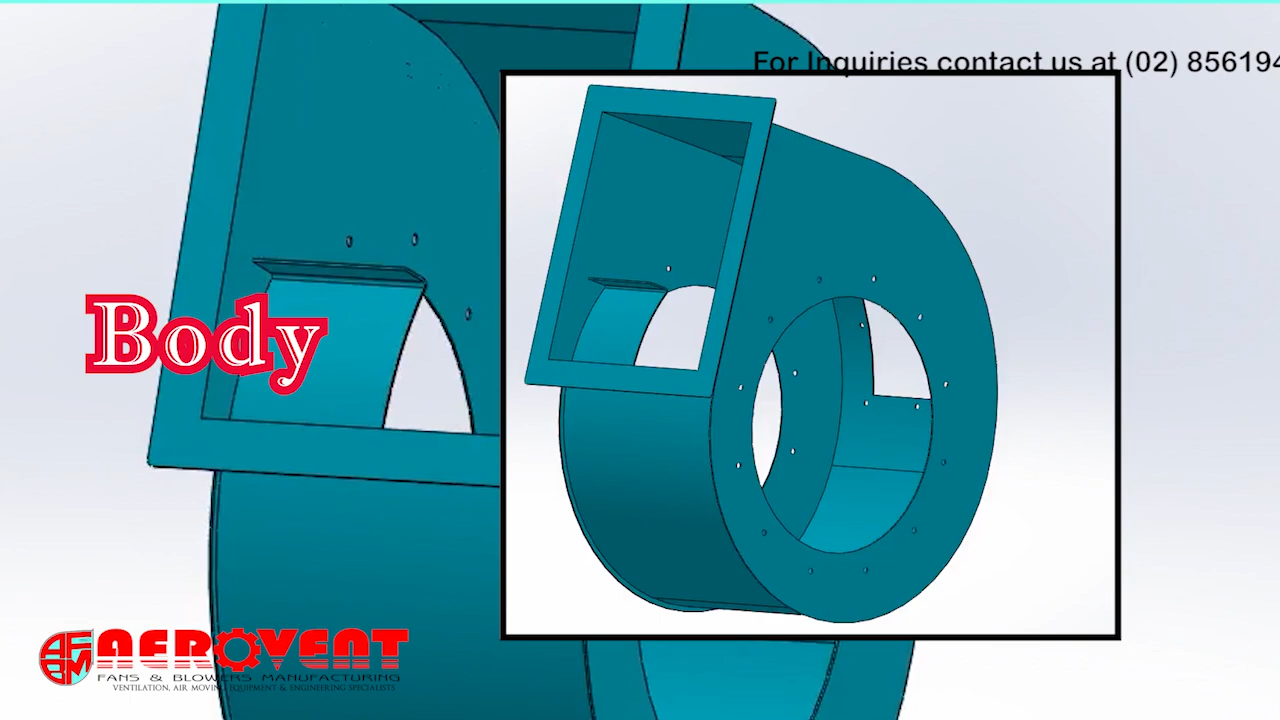 For Inquiries contact us at (02) 856194
Body
AEROVENT
FANS & BLOWERS MANUFACTURING
VENTILATION, AIR MOVING EQUIPMENT & ENGINEERING SPECIALISTS